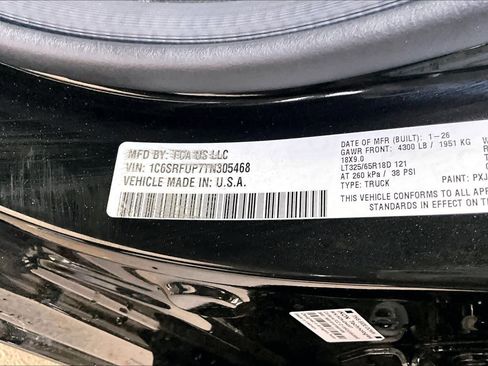 MFD BY: FCA US LLC
VIN: 1C6SRFUP7TN305468
VEHICLE MADE IN: U.S.A.
DATE OF MFR (BUILT): 1-26
GAWR FRONT: 4300 LB / 1951 KG W
18X9.0
LT325/65R18D 121
AT 260 kPa / 38 PSI
TYPE: TRUCK
PAINT: PXJ
THIS VEHICLE CONFORMS TO ALL APP
STANDARDS IN EFFECT